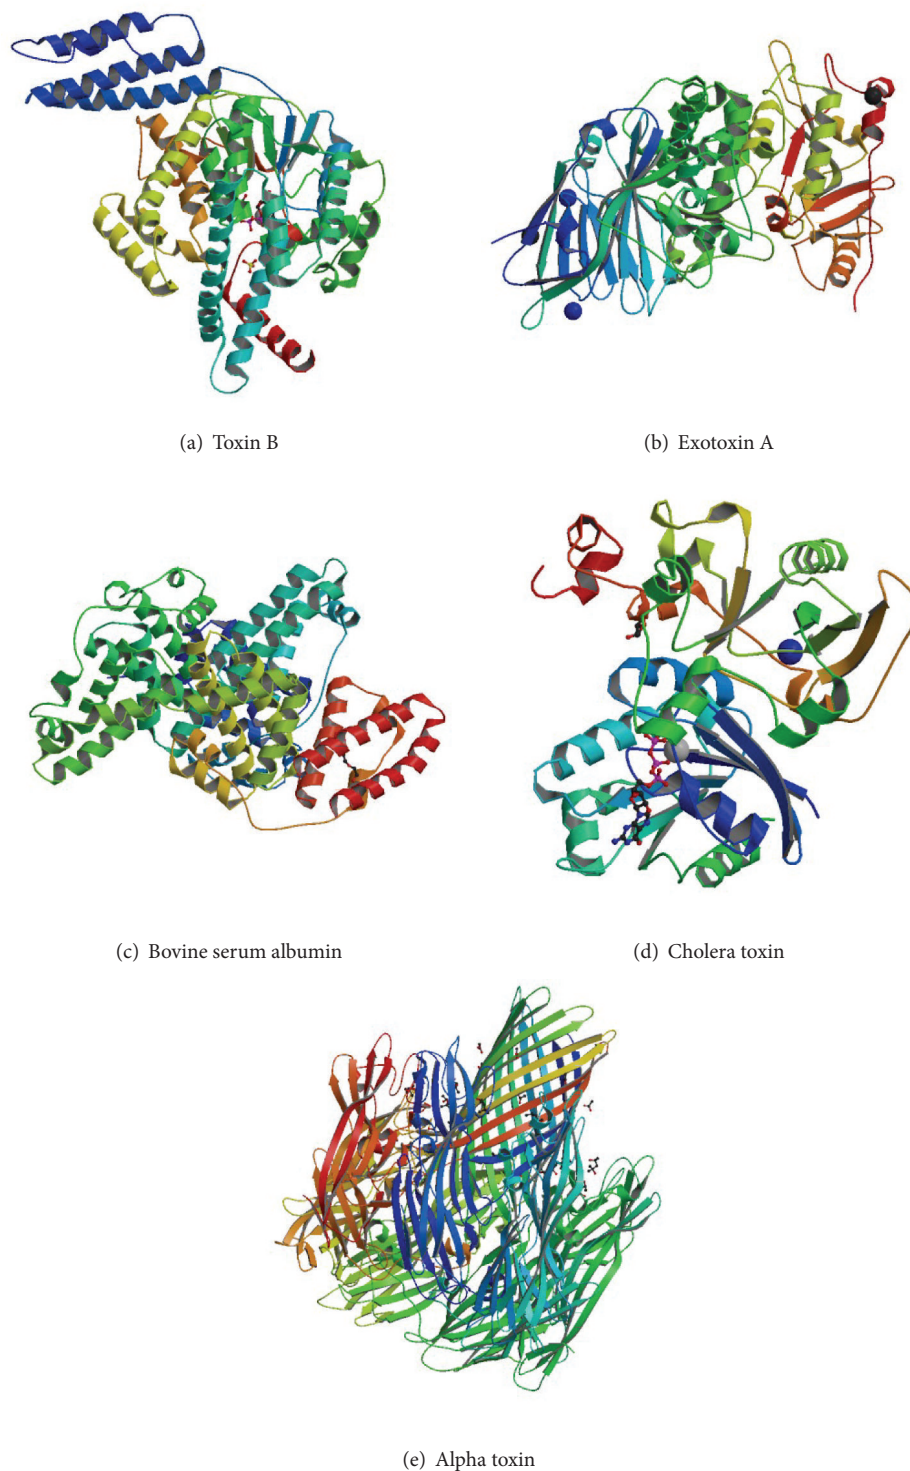 (a) Toxin B
(b) Exotoxin A
(c) Bovine serum albumin
(d) Cholera toxin
(e) Alpha toxin